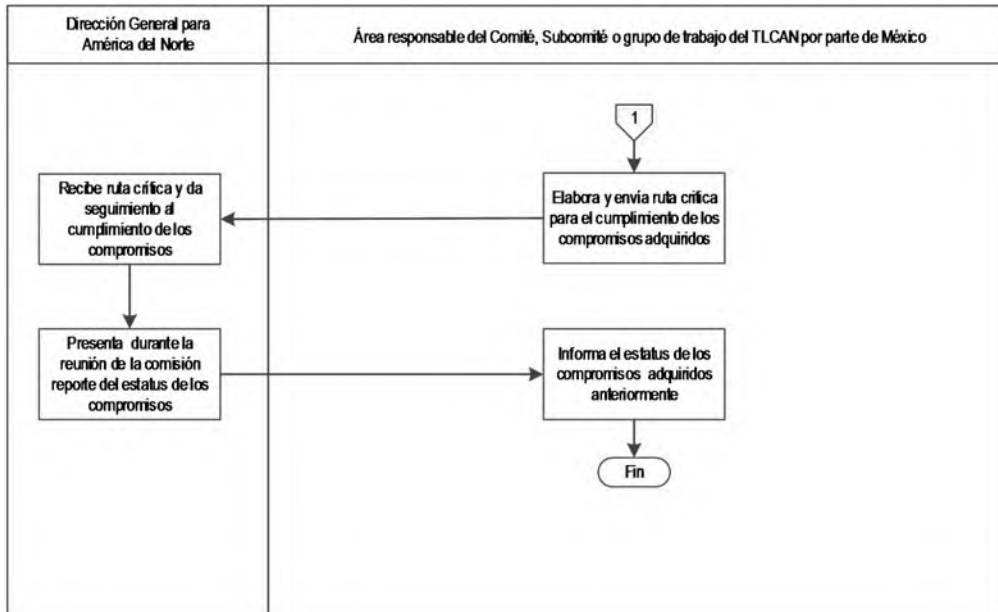 Dirección General para
América del Norte
Área responsable del Comité, Subcomité o grupo de trabajo del TLCAN por parte de México
1
Recibe ruta crítica y da
seguimiento al
cumplimiento de los
compromisos
Elabora y envía ruta critica
para el cumplimiento de los
compromisos adquiridos
Presenta durante la
reunión de la comisión
reporte del estatus de los
compromisos
Informa el estatus de los
compromisos adquiridos
anteriormente
Fin